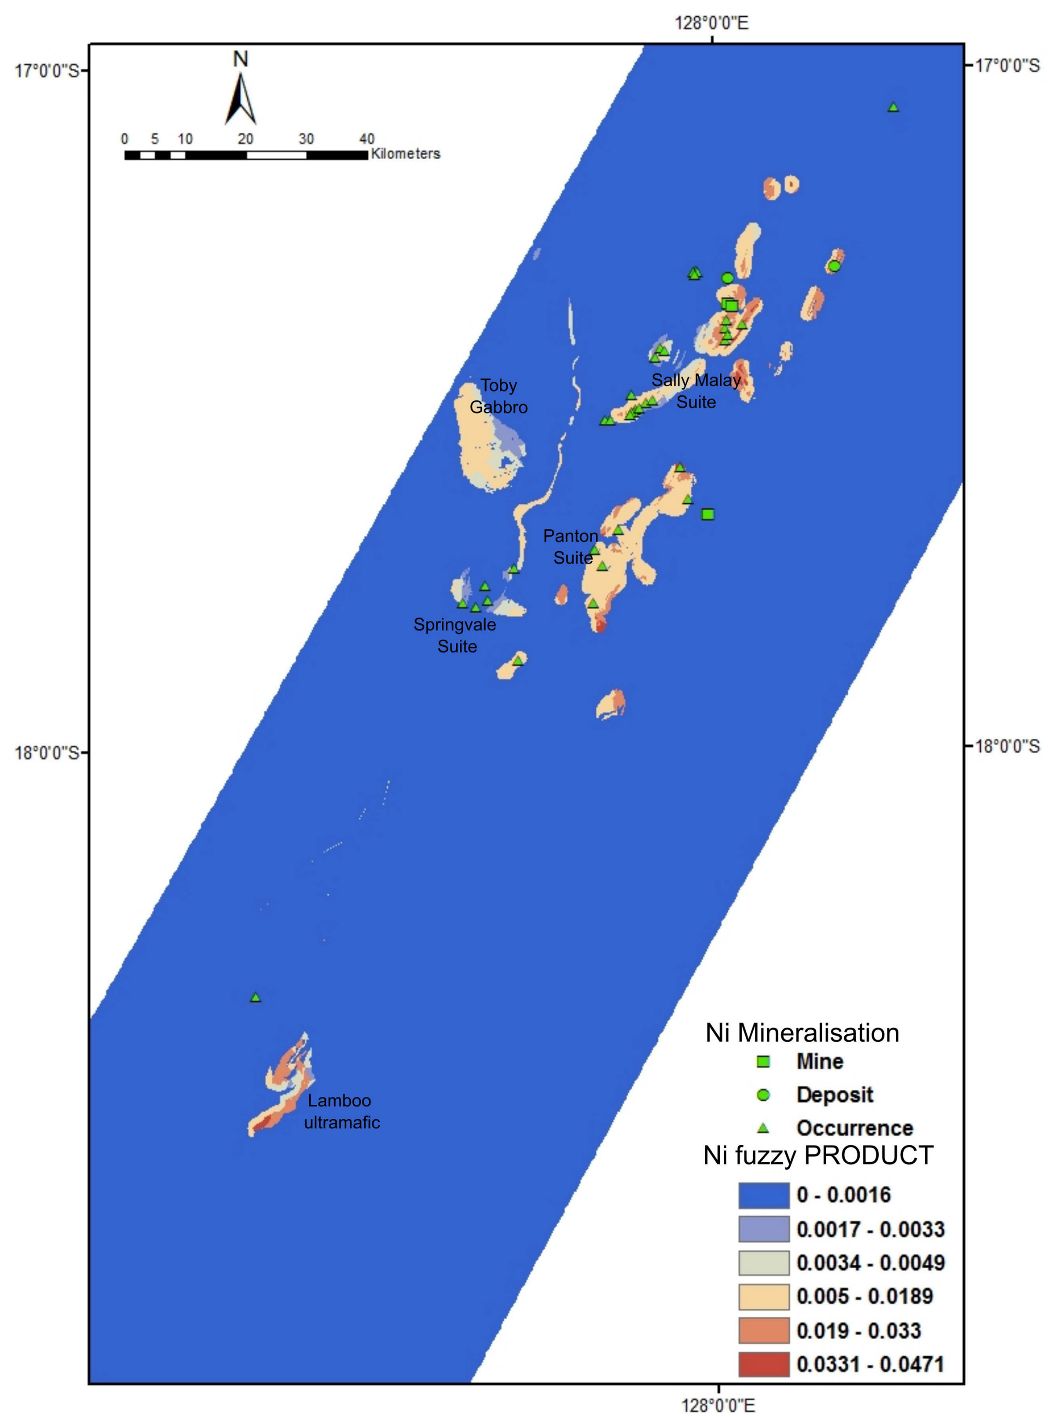 128°0'0"E
17°0'0"S
17°0'0"S
N
0 5 10 20 30 40
Kilometers
Toby
Gabbro
Sally Malay
Suite
Panton
Suite
Springvale
Suite
18°0'0"S
18°0'0"S
Lamboo
ultramafic
Ni Mineralisation
Mine
Deposit
Occurrence
Ni fuzzy PRODUCT
0 - 0.0016
0.0017 - 0.0033
0.0034 - 0.0049
0.005 - 0.0189
0.019 - 0.033
0.0331 - 0.0471
128°0'0"E